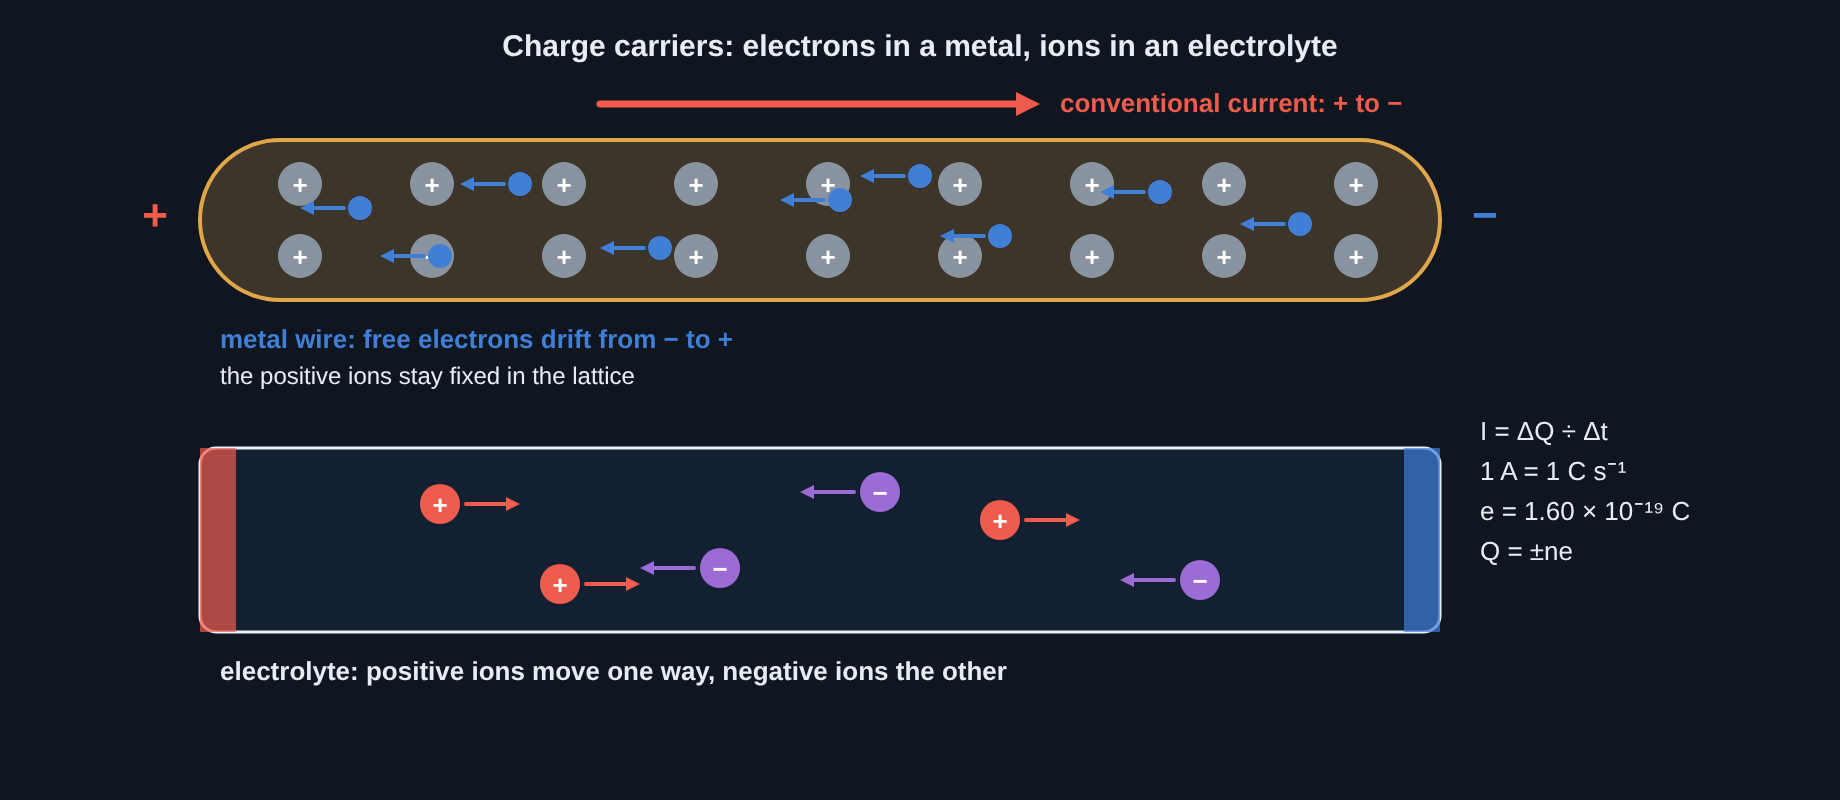 Charge carriers: electrons in a metal, ions in an electrolyte
conventional current: + to −
+ + + + + + + + +
+ −
+ + + + + + + +
metal wire: free electrons drift from − to +
the positive ions stay fixed in the lattice
I = ΔQ ÷ Δt
1 A = 1 C s⁻¹
e = 1.60 × 10⁻¹⁹ C
Q = ±ne
+ − +
+ − −
electrolyte: positive ions move one way, negative ions the other